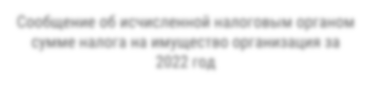 Сообщение об исчисленной налоговым органом
сумме налога на имущество организация за
2022 год